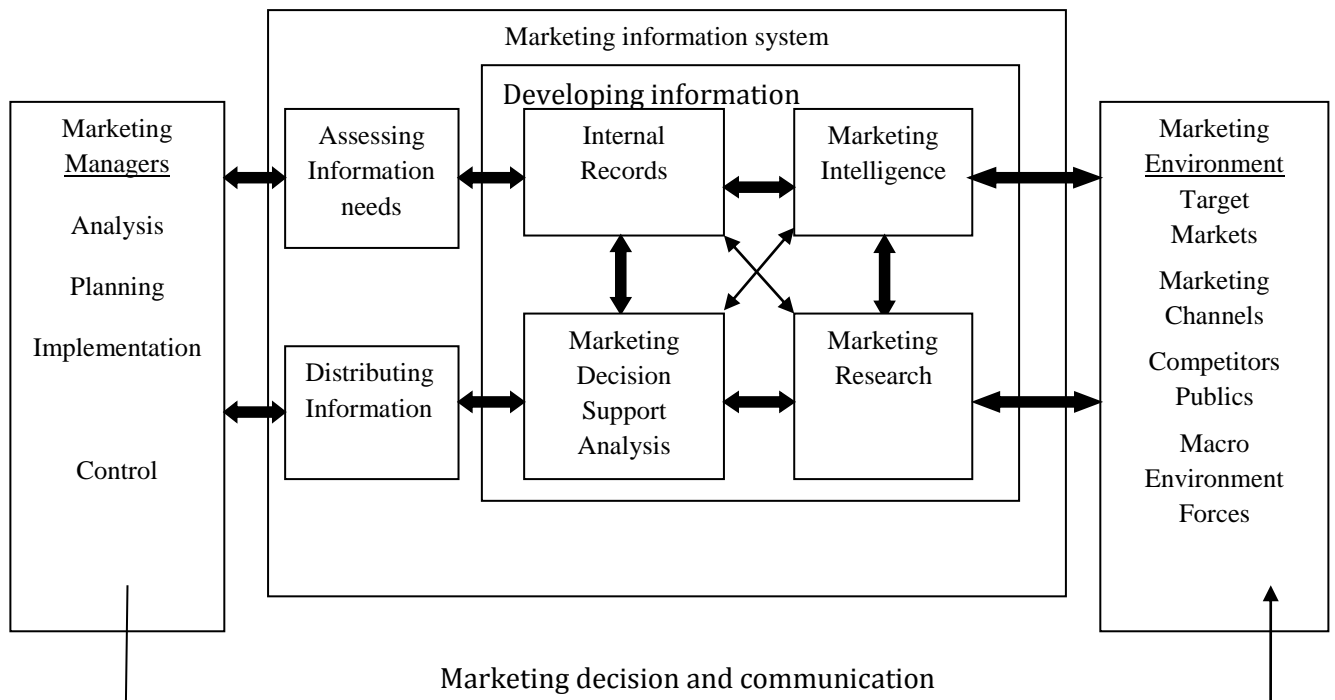 Marketing information system
Developing information
Marketing
Managers
Analysis
Planning
Implementation
Control
Assessing
Information
needs
Distributing
Information
Internal
Records
Marketing
Intelligence
Marketing
Decision
Support
Analysis
Marketing
Research
Marketing
Environment
Target
Markets
Marketing
Channels
Competitors
Publics
Macro
Environment
Forces
Marketing decision and communication